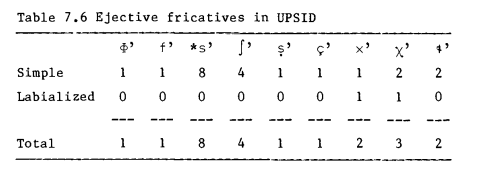 Table 7.6 Ejective fricatives in UPSID
ɸ’ f’ *s’ ʃ’ ṣ’ ç’ x’ χ’ ɬ’
Simple 1 1 8 4 1 1 1 2 2
Labialized 0 0 0 0 0 0 1 1 0
--- --- --- --- --- --- --- --- ---
Total 1 1 8 4 1 1 2 3 2